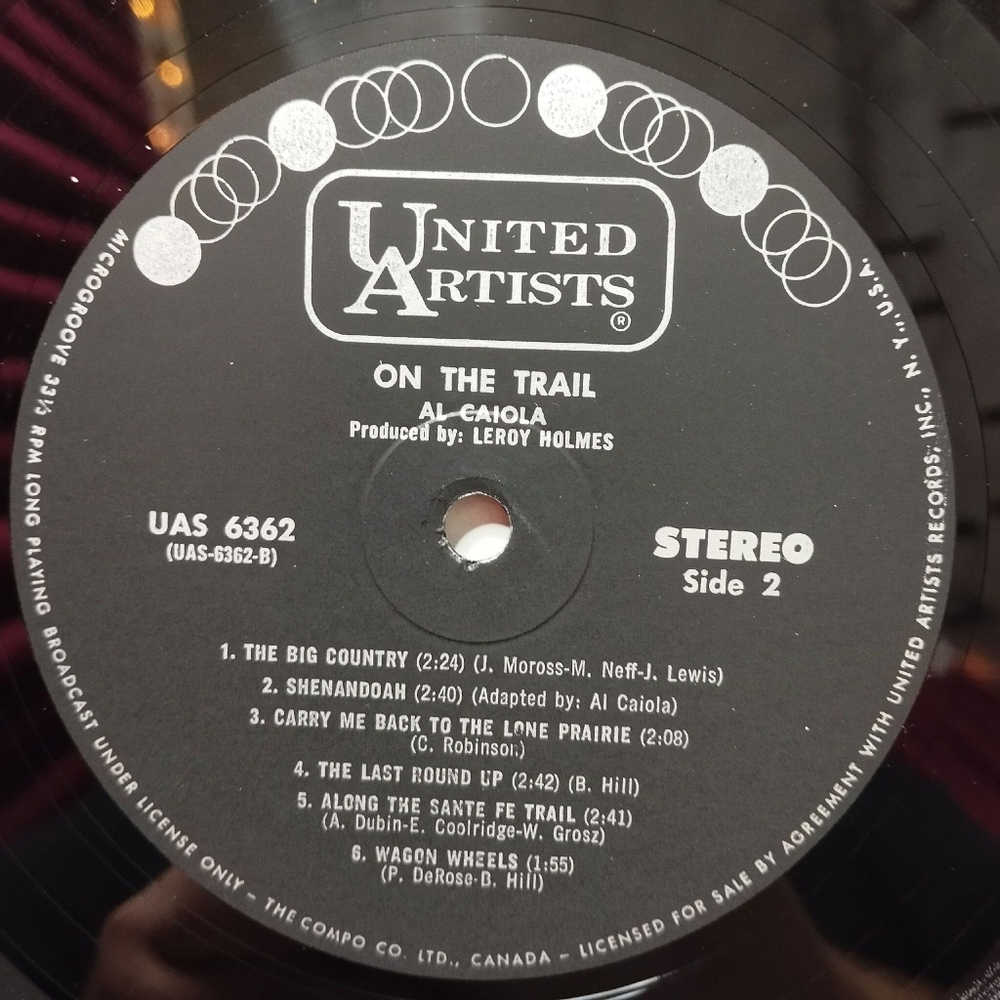 UNITED
ARTISTS
®
ON THE TRAIL
AL CAIOLA
Produced by: LEROY HOLMES
UAS 6362
(UAS-6362-B)
STEREO
Side 2
1. THE BIG COUNTRY (2:24) (J. Moross-M. Neff-J. Lewis)
2. SHENANDOAH (2:40) (Adapted by: Al Caiola)
3. CARRY ME BACK TO THE LONE PRAIRIE (2:08)
(C. Robinson)
4. THE LAST ROUND UP (2:42) (B. Hill)
5. ALONG THE SANTE FE TRAIL (2:41)
(A. Dubin-E. Coolridge-W. Grosz)
6. WAGON WHEELS (1:55)
(P. DeRose-B. Hill)
MICROGROOVE 33⅓ RPM LONG PLAYING BROADCAST UNDER LICENSE ONLY – THE COMPO CO. LTD., CANADA – LICENSED FOR SALE BY AGREEMENT WITH UNITED ARTISTS RECORDS, INC., N. Y., U.S.A.